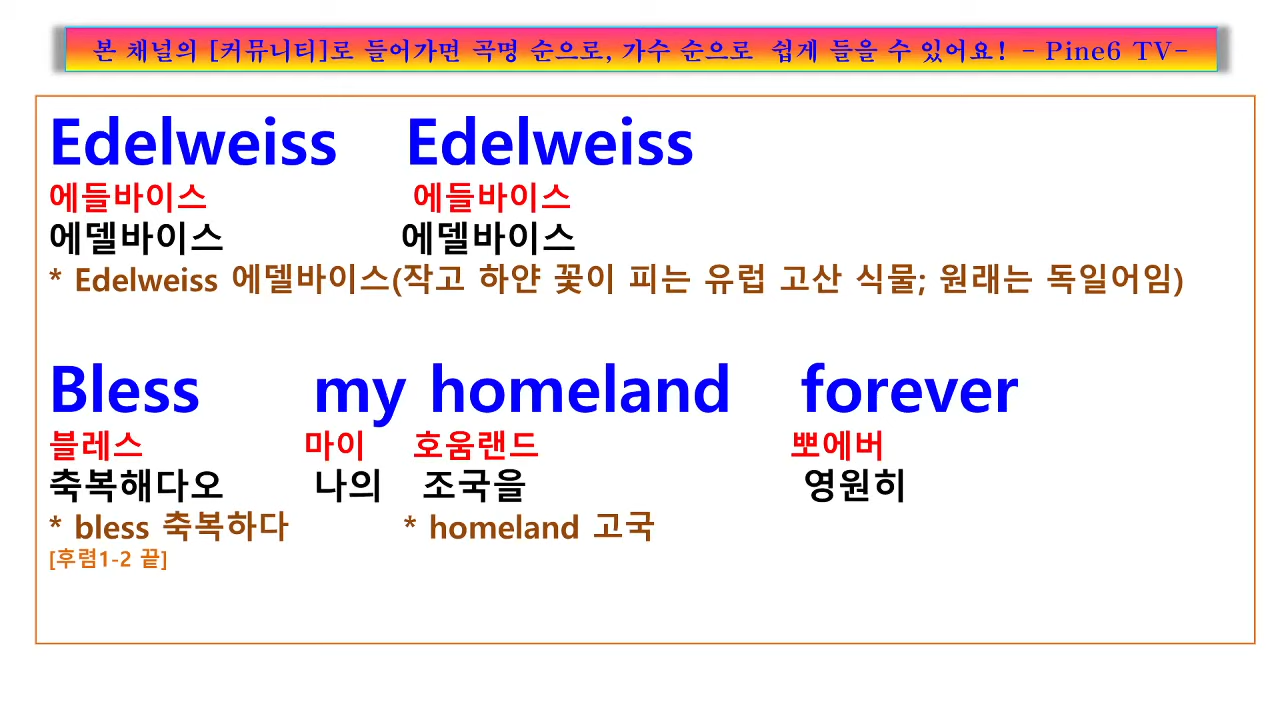 본 채널의 [커뮤니티]로 들어가면 곡명 순으로, 가수 순으로 쉽게 들을 수 있어요! - Pine6 TV-
Edelweiss Edelweiss
에들바이스 에들바이스
에델바이스 에델바이스
* Edelweiss 에델바이스(작고 하얀 꽃이 피는 유럽 고산 식물; 원래는 독일어임)
Bless my homeland forever
블레스 마이 호움랜드 뽀에버
축복해다오 나의 조국을 영원히
* bless 축복하다 * homeland 고국
[후렴1-2 끝]